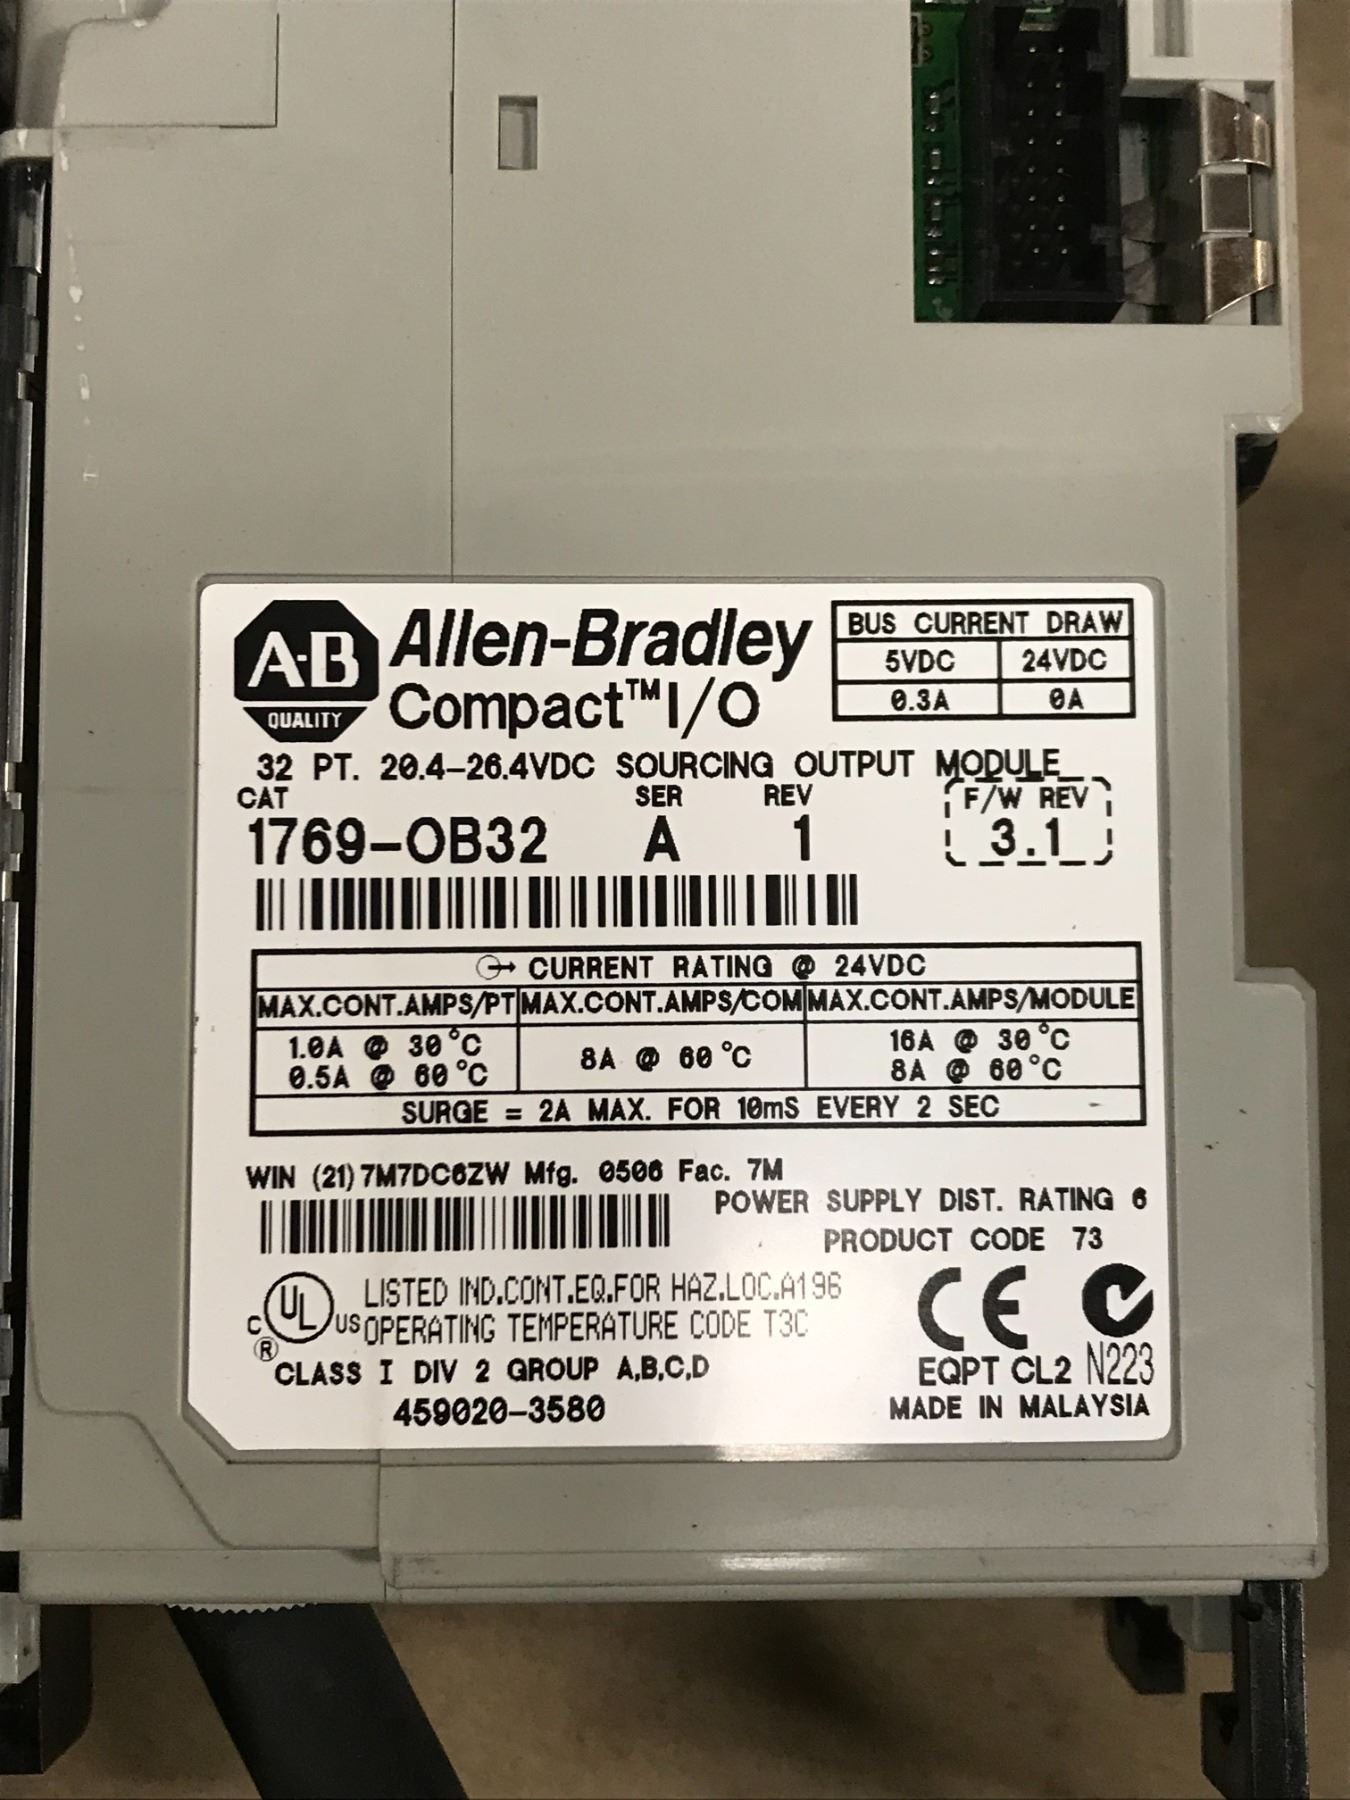 A-B
QUALITY
Allen-Bradley
Compact™ I/O
BUS CURRENT DRAW
5VDC 24VDC
0.3A 0A
32 PT. 20.4-26.4VDC SOURCING OUTPUT MODULE
CAT SER REV F/W REV
1769-OB32 A 1 3.1
CURRENT RATING @ 24VDC
MAX.CONT.AMPS/PT MAX.CONT.AMPS/COM MAX.CONT.AMPS/MODULE
1.0A @ 30°C 8A @ 60°C 16A @ 30°C
0.5A @ 60°C 8A @ 60°C
SURGE = 2A MAX. FOR 10mS EVERY 2 SEC
WIN (21) 7M7DC6ZW Mfg. 0506 Fac. 7M
POWER SUPPLY DIST. RATING 6
PRODUCT CODE 73
C UL US ®
LISTED IND.CONT.EQ.FOR HAZ.LOC.A196
OPERATING TEMPERATURE CODE T3C
CLASS I DIV 2 GROUP A,B,C,D
459020-3580
CE
EQPT CL2 N223
MADE IN MALAYSIA